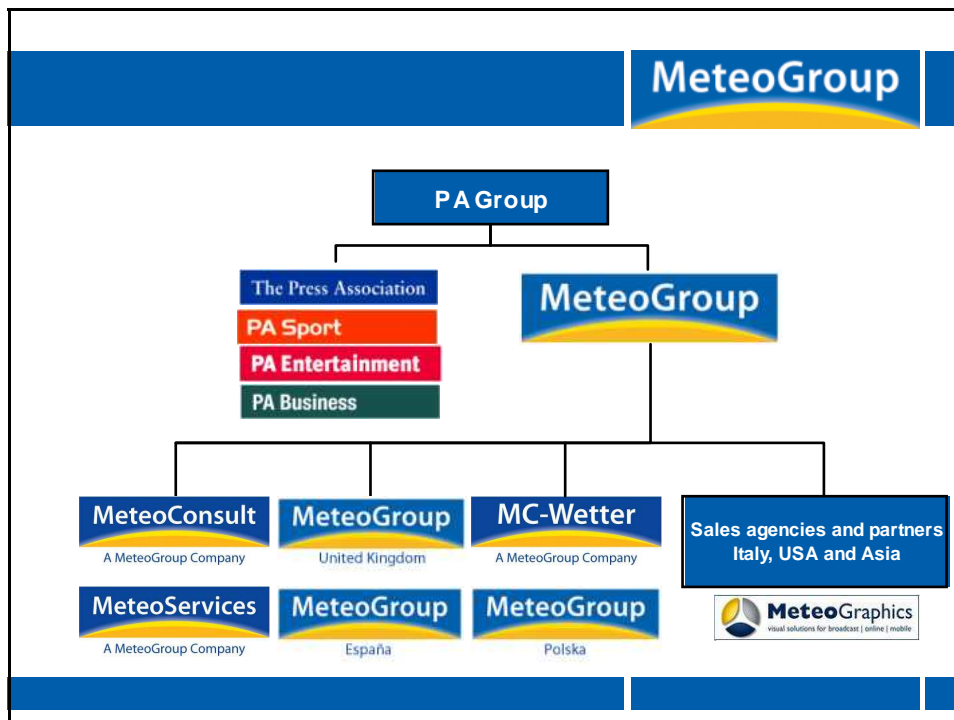 MeteoGroup
PA Group
The Press Association
PA Sport
PA Entertainment
PA Business
MeteoGroup
MeteoConsult
A MeteoGroup Company
MeteoGroup
United Kingdom
MC-Wetter
A MeteoGroup Company
Sales agencies and partners
Italy, USA and Asia
MeteoServices
A MeteoGroup Company
MeteoGroup
España
MeteoGroup
Polska
MeteoGraphics
visual solutions for broadcast | online | mobile